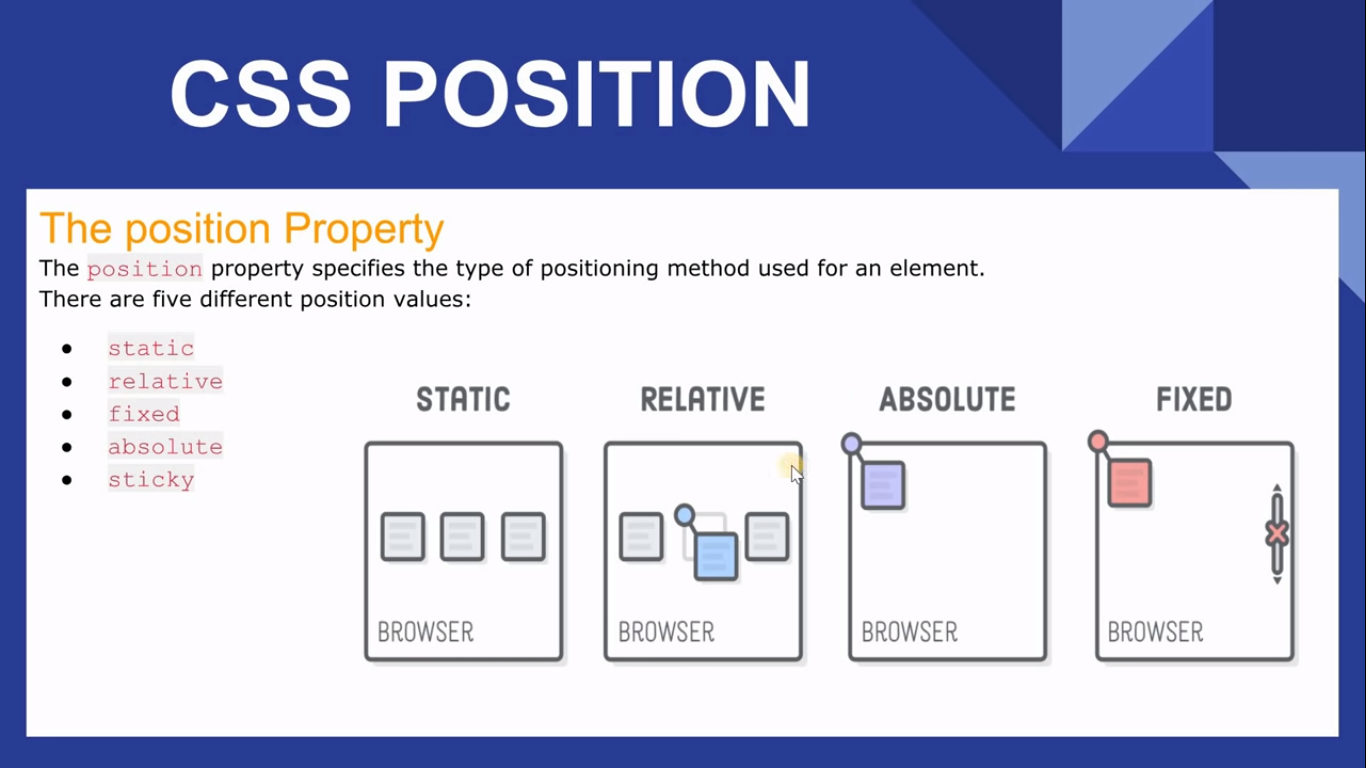 CSS POSITION
The position Property
The position property specifies the type of positioning method used for an element.
There are five different position values:
● static
● relative
● fixed
● absolute
● sticky
STATIC
RELATIVE
ABSOLUTE
FIXED
BROWSER
BROWSER
BROWSER
BROWSER